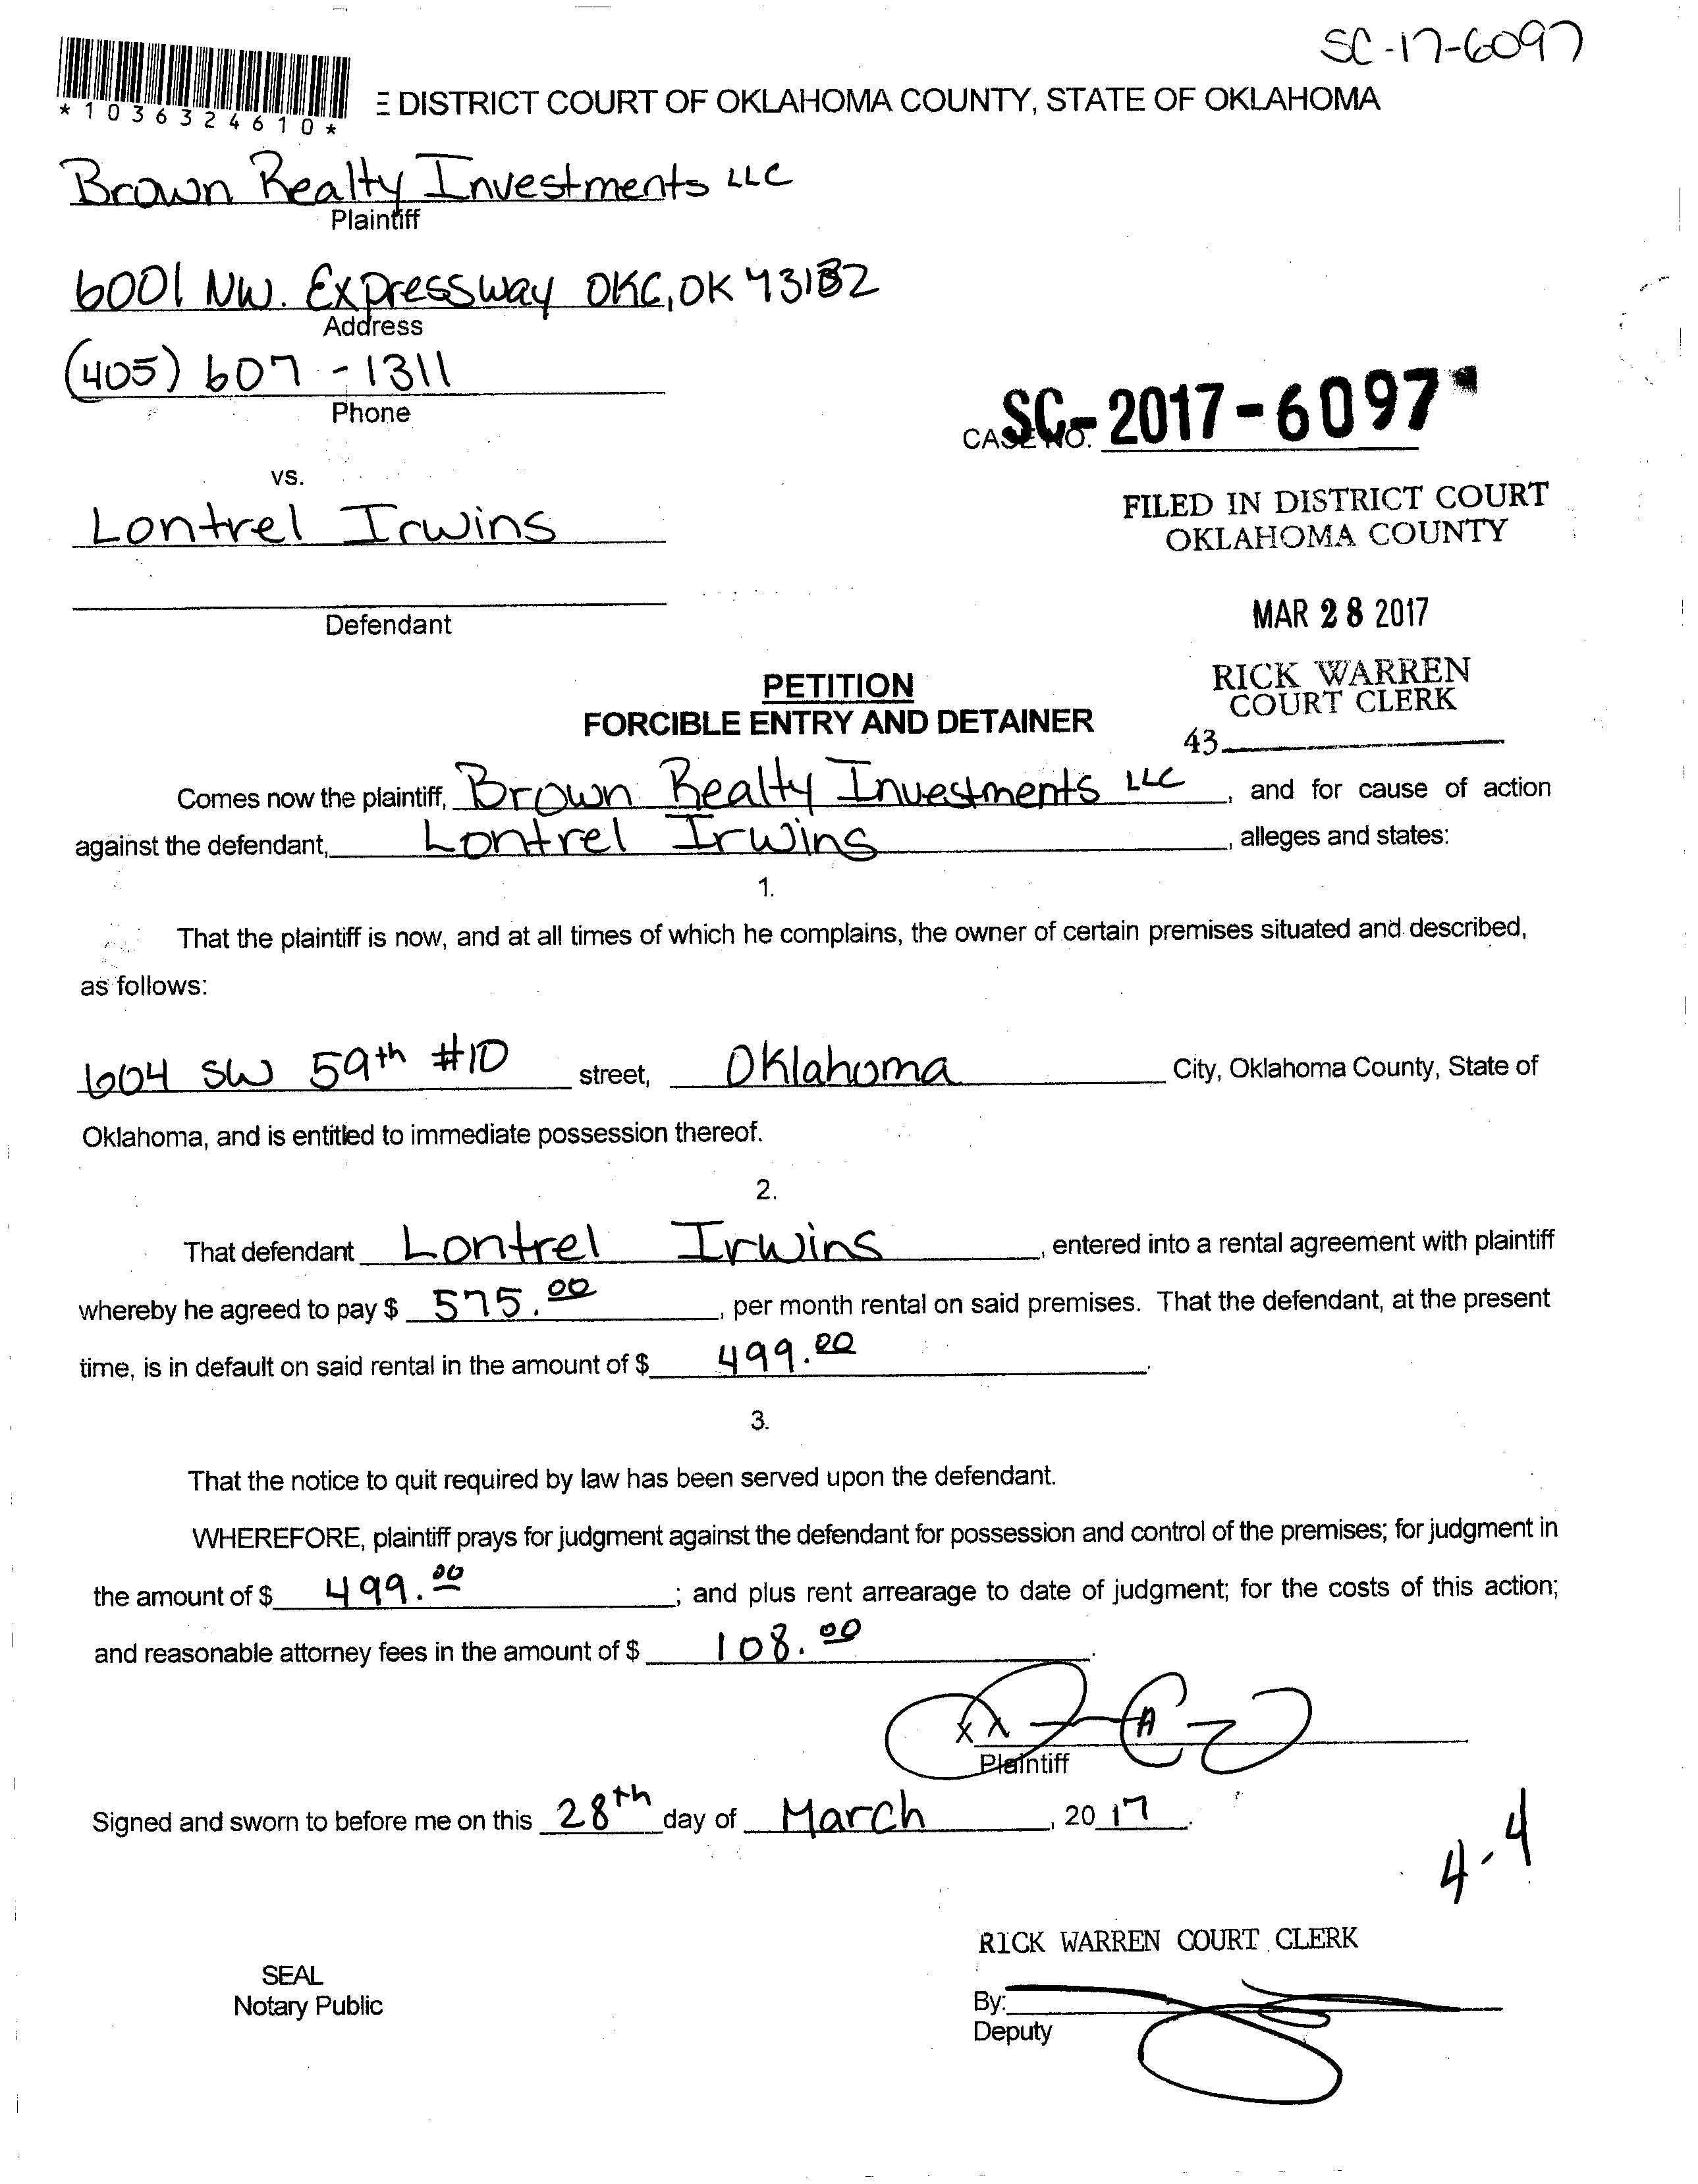 SC-17-6097
*1036324610*
E DISTRICT COURT OF OKLAHOMA COUNTY, STATE OF OKLAHOMA
Brown Realty Investments LLC
Plaintiff
6001 NW. Expressway OKC, OK 73132
Address
(405) 607-1311
Phone
CASE NO. SC-2017-6097
vs.
FILED IN DISTRICT COURT
OKLAHOMA COUNTY
Lontrel Irwins
MAR 28 2017
Defendant
RICK WARREN
COURT CLERK
43
PETITION
FORCIBLE ENTRY AND DETAINER
Comes now the plaintiff, Brown Realty Investments LLC, and for cause of action
against the defendant, Lontrel Irwins, alleges and states:
1.
That the plaintiff is now, and at all times of which he complains, the owner of certain premises situated and described,
as follows:
604 SW 59th #10 street, Oklahoma City, Oklahoma County, State of
Oklahoma, and is entitled to immediate possession thereof.
2.
That defendant Lontrel Irwins, entered into a rental agreement with plaintiff
whereby he agreed to pay $ 575.00, per month rental on said premises. That the defendant, at the present
time, is in default on said rental in the amount of $ 499.00.
3.
That the notice to quit required by law has been served upon the defendant.
WHEREFORE, plaintiff prays for judgment against the defendant for possession and control of the premises; for judgment in
the amount of $ 499.00; and plus rent arrearage to date of judgment; for the costs of this action;
and reasonable attorney fees in the amount of $ 108.00.
Plaintiff
Signed and sworn to before me on this 28th day of March, 2017.
4-4
RICK WARREN COURT CLERK
SEAL
Notary Public
By:
Deputy